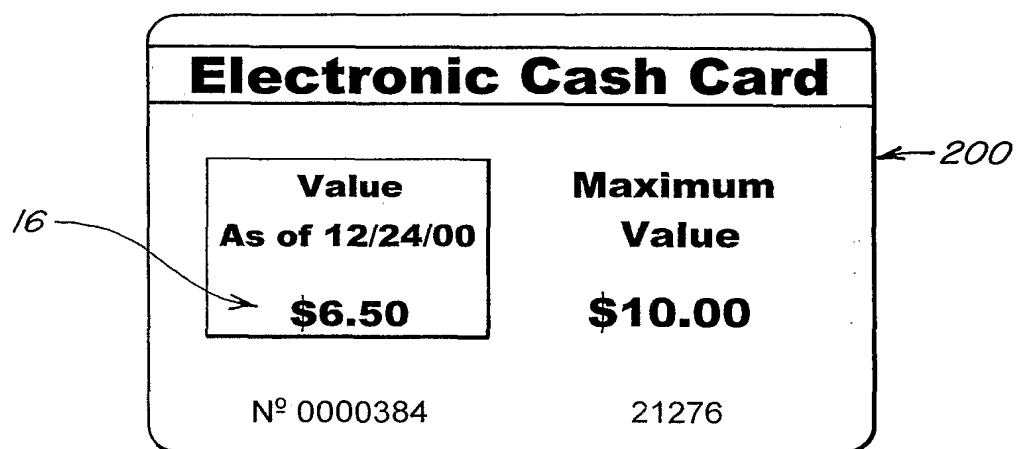 Electronic Cash Card
200
16
Value
As of 12/24/00
$6.50
Maximum
Value
$10.00
Nº 0000384
21276